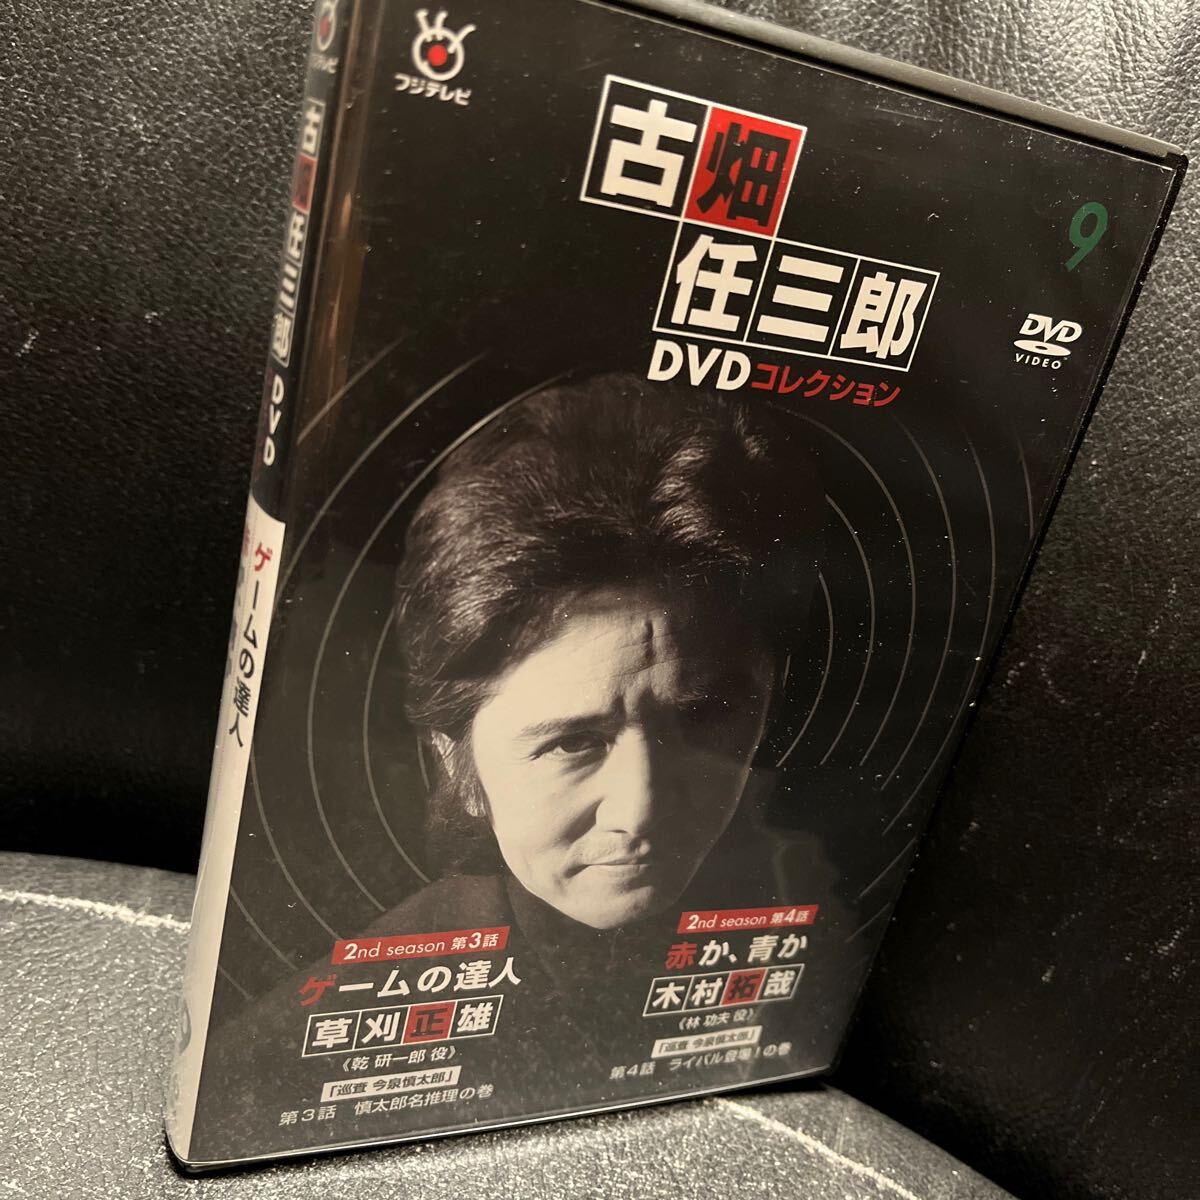 フジテレビ
古畑
任三郎
DVDコレクション
9
DVD
VIDEO
2nd season 第3話
ゲームの達人
草刈正雄
《乾 研一郎 役》
「巡査 今泉慎太郎」
第3話 慎太郎名推理の巻
2nd season 第4話
赤か、青か
木村拓哉
《林 功夫 役》
「巡査 今泉慎太郎」
第4話 ライバル登場!の巻
古畑任三郎DVD
ゲームの達人